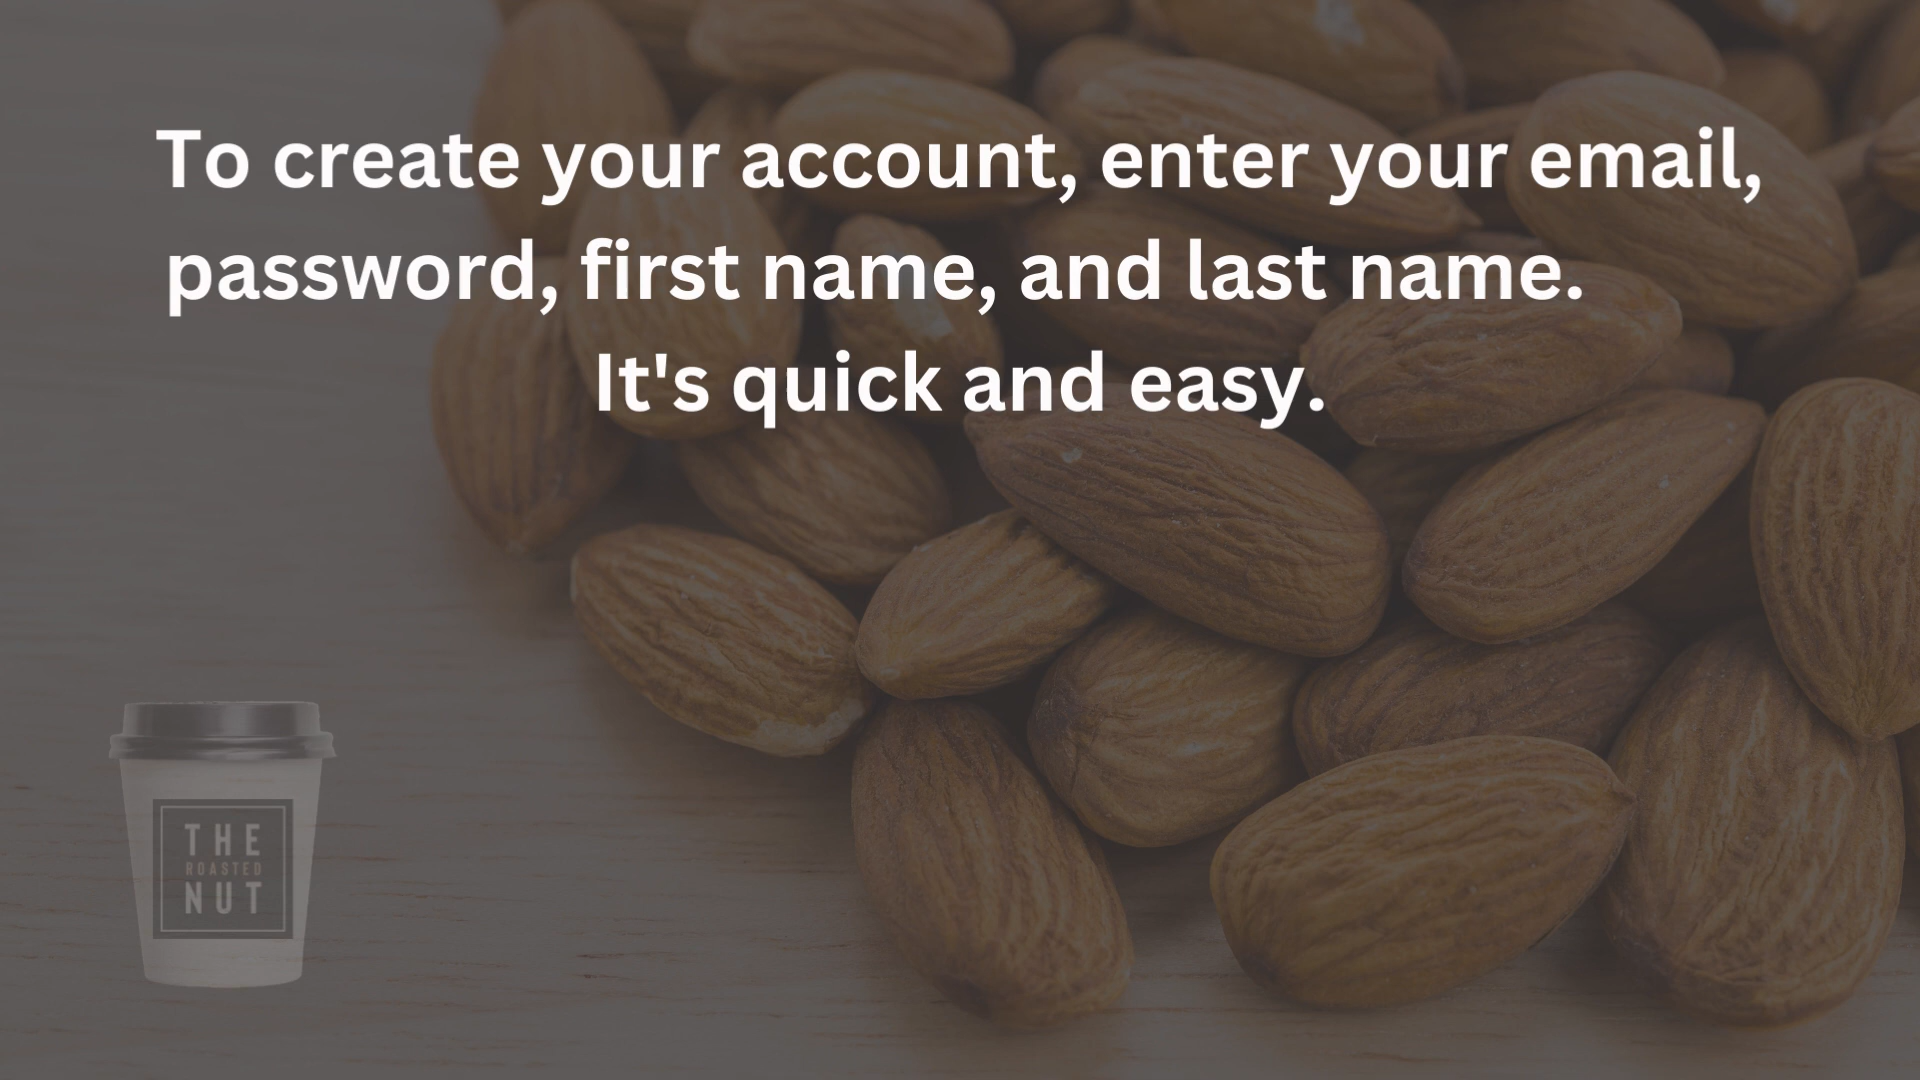 To create your account, enter your email,
password, first name, and last name.
It's quick and easy.
THE
ROASTED
NUT